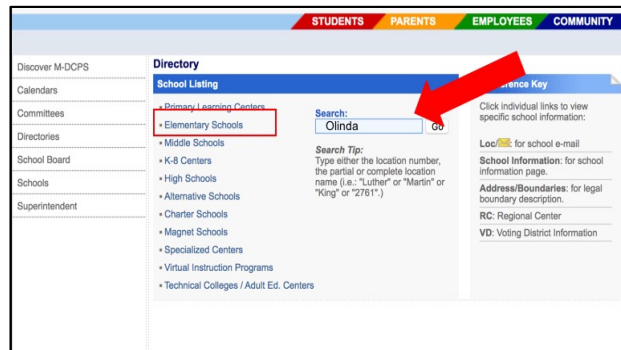 STUDENTS PARENTS EMPLOYEES COMMUNITY
Discover M-DCPS
Calendars
Committees
Directories
School Board
Schools
Superintendent
Directory
School Listing
▪ Primary Learning Centers
▪ Elementary Schools
▪ Middle Schools
▪ K-8 Centers
▪ High Schools
▪ Alternative Schools
▪ Charter Schools
▪ Magnet Schools
▪ Specialized Centers
▪ Virtual Instruction Programs
▪ Technical Colleges / Adult Ed. Centers
Search:
Olinda Go
Search Tip:
Type either the location number,
the partial or complete location
name (i.e.: "Luther" or "Martin" or
"King" or "2761".)
Key
Click individual links to view
specific school information:
Loc/ : for school e-mail
School Information: for school
information page.
Address/Boundaries: for legal
boundary description.
RC: Regional Center
VD: Voting District Information